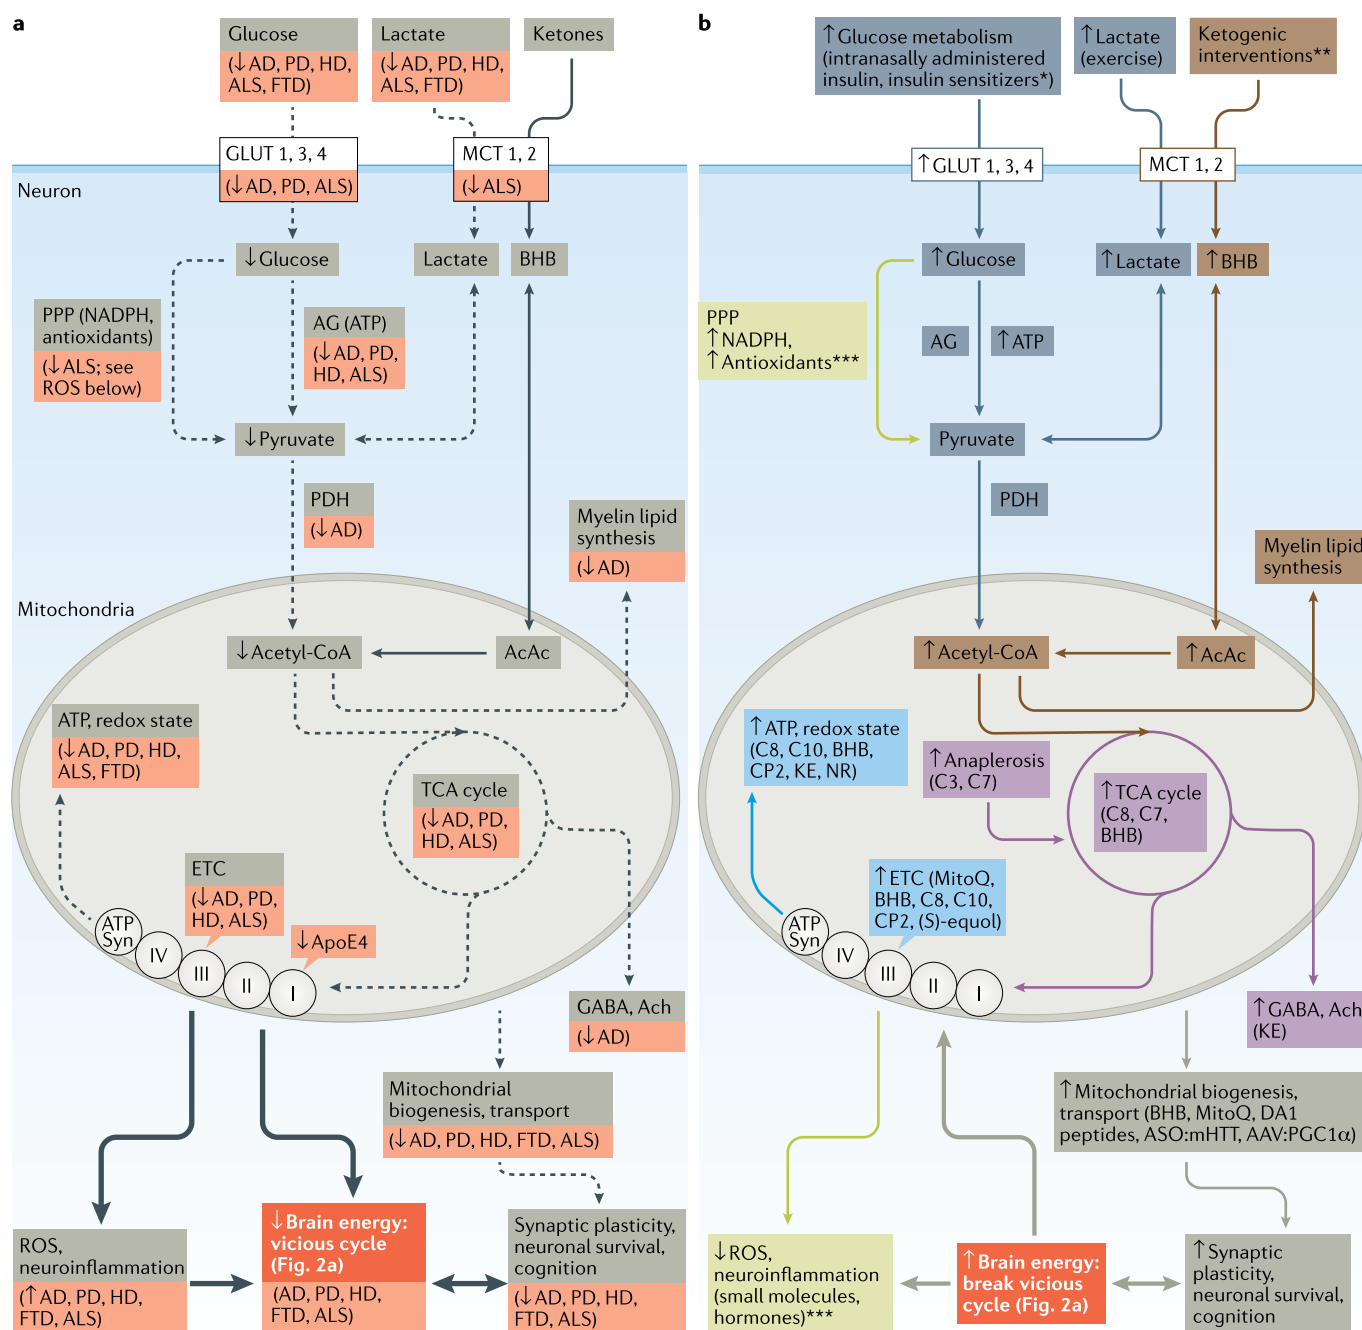 a
Glucose
(↓AD, PD, HD,
ALS, FTD)
Lactate
(↓AD, PD, HD,
ALS, FTD)
Ketones
GLUT 1, 3, 4
(↓AD, PD, ALS)
MCT 1, 2
(↓ALS)
Neuron
↓Glucose
Lactate
BHB
PPP (NADPH,
antioxidants)
(↓ALS; see
ROS below)
AG (ATP)
(↓AD, PD,
HD, ALS)
↓Pyruvate
PDH
(↓AD)
Myelin lipid
synthesis
(↓AD)
Mitochondria
↓Acetyl-CoA
AcAc
ATP, redox state
(↓AD, PD, HD,
ALS, FTD)
TCA cycle
(↓AD, PD,
HD, ALS)
ETC
(↓AD, PD,
HD, ALS)
↓ApoE4
ATP
Syn
IV
III
II
I
GABA, Ach
(↓AD)
Mitochondrial
biogenesis, transport
(↓AD, PD, HD, FTD, ALS)
ROS,
neuroinflammation
(↑AD, PD, HD,
FTD, ALS)
↓Brain energy:
vicious cycle
(Fig. 2a)
(AD, PD, HD,
FTD, ALS)
Synaptic plasticity,
neuronal survival,
cognition
(↓AD, PD, HD,
FTD, ALS)
b
↑Glucose metabolism
(intranasally administered
insulin, insulin sensitizers*)
↑Lactate
(exercise)
Ketogenic
interventions**
↑GLUT 1, 3, 4
MCT 1, 2
↑Glucose
↑Lactate
↑BHB
PPP
↑NADPH,
↑Antioxidants***
AG
↑ATP
Pyruvate
PDH
Myelin lipid
synthesis
↑Acetyl-CoA
↑AcAc
↑ATP, redox state
(C8, C10, BHB,
CP2, KE, NR)
↑Anaplerosis
(C3, C7)
↑TCA cycle
(C8, C7,
BHB)
↑ETC (MitoQ,
BHB, C8, C10,
CP2, (S)-equol)
ATP
Syn
IV
III
II
I
↑GABA, Ach
(KE)
↑Mitochondrial biogenesis,
transport (BHB, MitoQ, DA1
peptides, ASO:mHTT, AAV:PGC1α)
↓ROS,
neuroinflammation
(small molecules,
hormones)***
↑Brain energy:
break vicious
cycle (Fig. 2a)
↑Synaptic
plasticity,
neuronal survival,
cognition